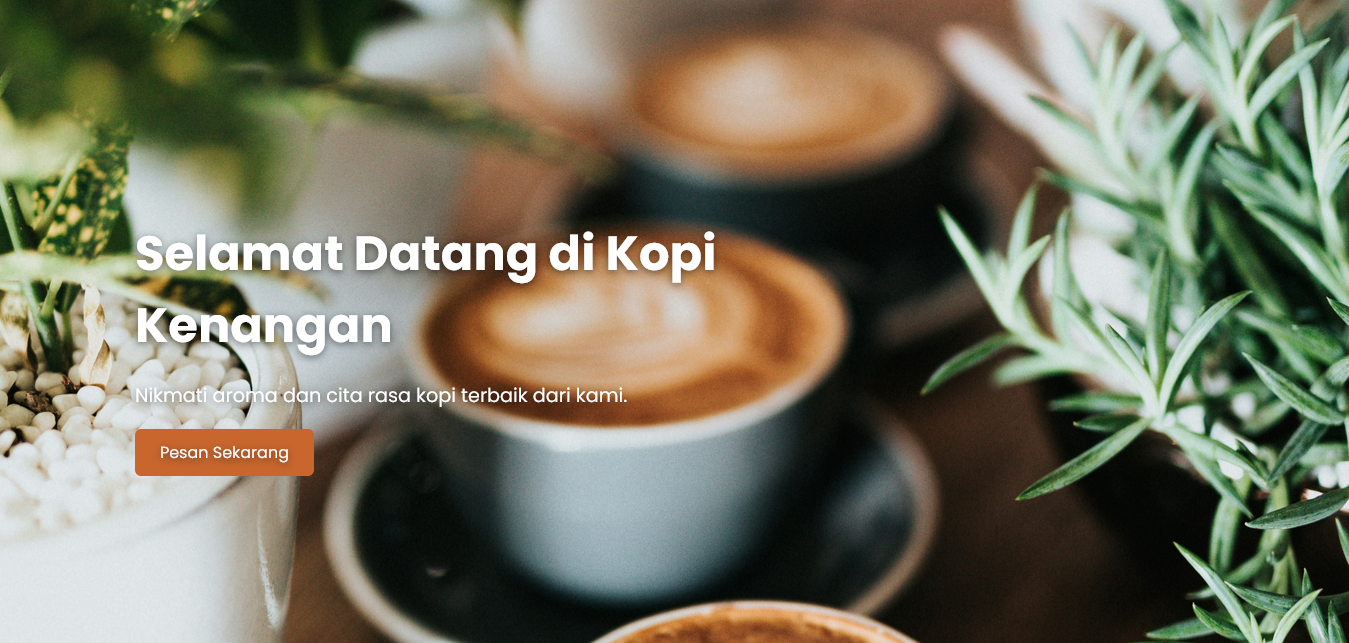 Selamat Datang di Kopi
Kenangan
Nikmati aroma dan cita rasa kopi terbaik dari kami.
Pesan Sekarang